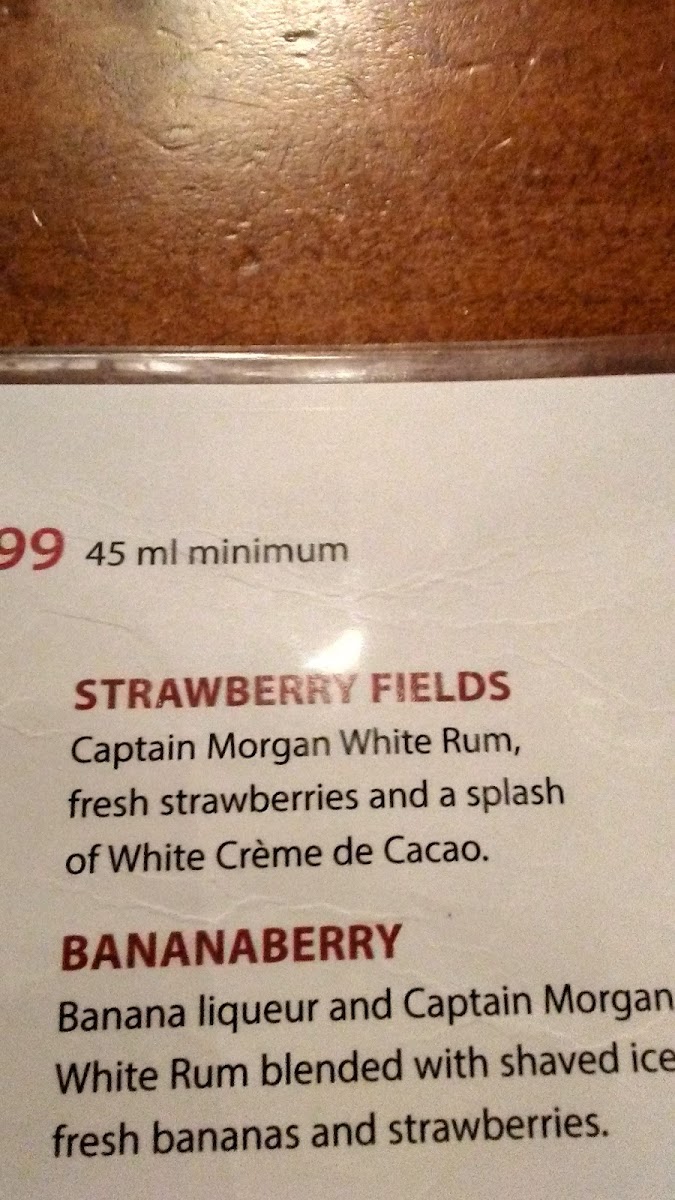 99 45 ml minimum
STRAWBERRY FIELDS
Captain Morgan White Rum,
fresh strawberries and a splash
of White Crème de Cacao.
BANANABERRY
Banana liqueur and Captain Morgan
White Rum blended with shaved ice
fresh bananas and strawberries.